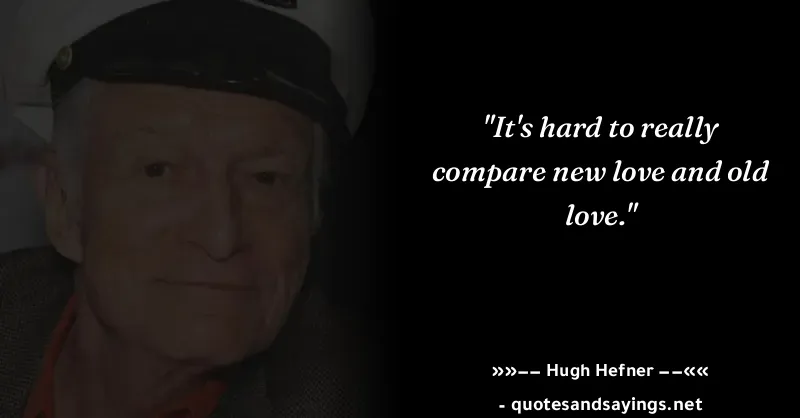 "It's hard to really
compare new love and old
love."
»»−− Hugh Hefner −−««
- quotesandsayings.net